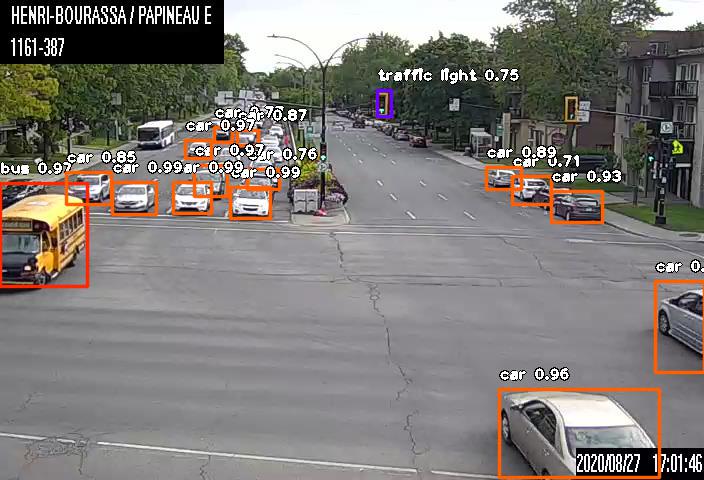 HENRI-BOURASSA / PAPINEAU E
1161-387
traffic light 0.75
car 0.87
car 0.97
car 0.76
bus 0.97
car 0.85
car 0.99
car 0.99
car 0.89
car 0.71
car 0.93
car 0.
car 0.96
2020/08/27 17:01:46